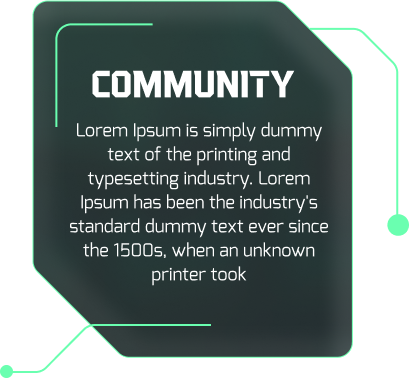 COMMUNITY
Lorem Ipsum is simply dummy
text of the printing and
typesetting industry. Lorem
Ipsum has been the industry's
standard dummy text ever since
the 1500s, when an unknown
printer took